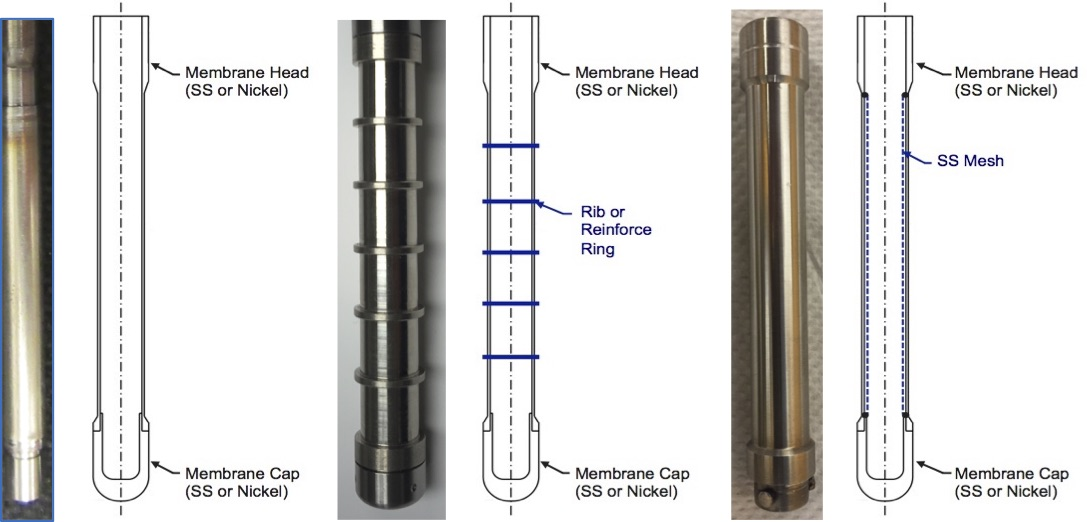 Membrane Head
(SS or Nickel)
Membrane Cap
(SS or Nickel)
Membrane Head
(SS or Nickel)
Rib or
Reinforce
Ring
Membrane Cap
(SS or Nickel)
Membrane Head
(SS or Nickel)
SS Mesh
Membrane Cap
(SS or Nickel)